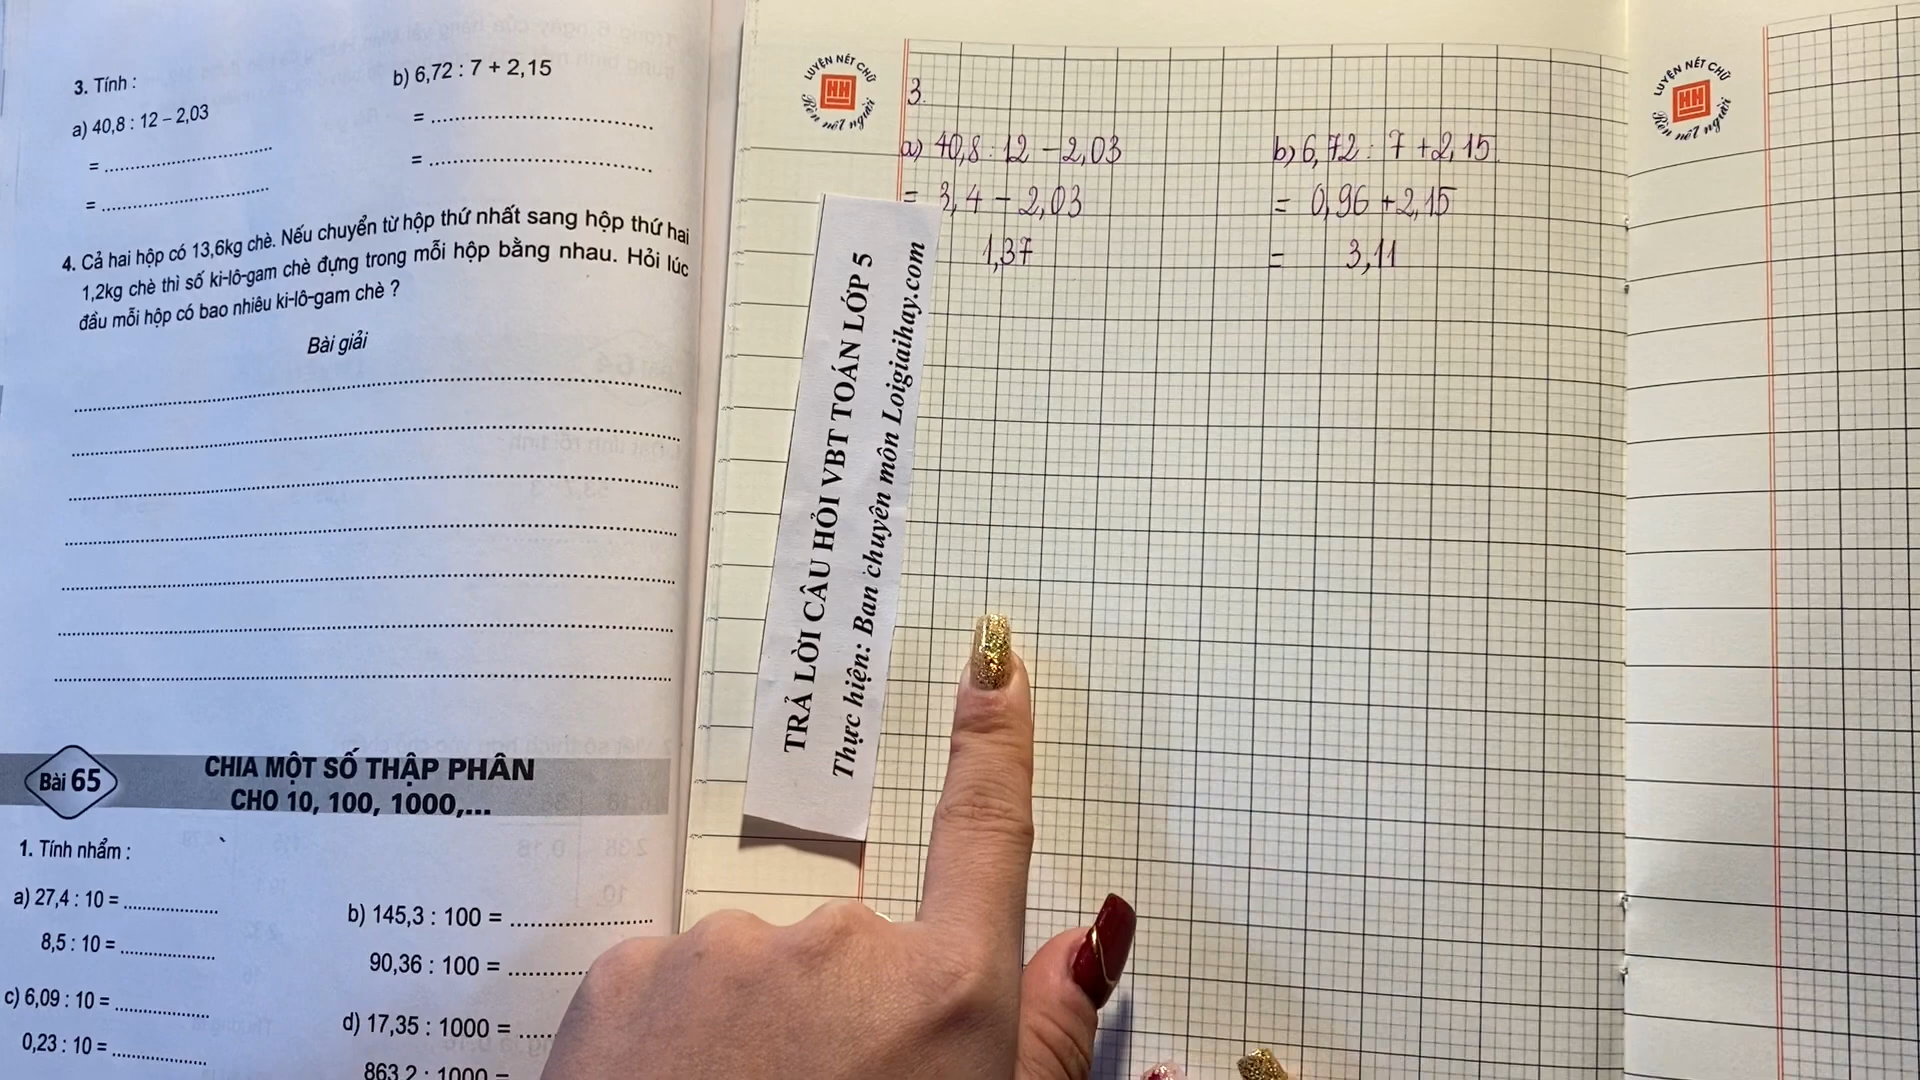 3. Tính :
a) 40,8 : 12 – 2,03
= ..................
= ..................
b) 6,72 : 7 + 2,15
= ..................
= ..................
4. Cả hai hộp có 13,6kg chè. Nếu chuyển từ hộp thứ nhất sang hộp thứ hai
1,2kg chè thì số ki-lô-gam chè đựng trong mỗi hộp bằng nhau. Hỏi lúc
đầu mỗi hộp có bao nhiêu ki-lô-gam chè ?
Bài giải
Bài 65
CHIA MỘT SỐ THẬP PHÂN
CHO 10, 100, 1000,...
1. Tính nhẩm :
a) 27,4 : 10 = ............
8,5 : 10 = ............
b) 145,3 : 100 = ..................
90,36 : 100 = ..........
c) 6,09 : 10 = ............
0,23 : 10 = ............
d) 17,35 : 1000 = .....
863,2 : 1000 =
LUYỆN NÉT CHỮ
HH
Rèn nết người
3.
a) 40,8 : 12 – 2,03
= 3,4 – 2,03
1,37
b) 6,72 : 7 + 2,15
= 0,96 + 2,15
= 3,11
TRẢ LỜI CÂU HỎI VBT TOÁN LỚP 5
Thực hiện: Ban chuyên môn Loigiaihay.com
LUYỆN NÉT CHỮ
HH
Rèn nết người